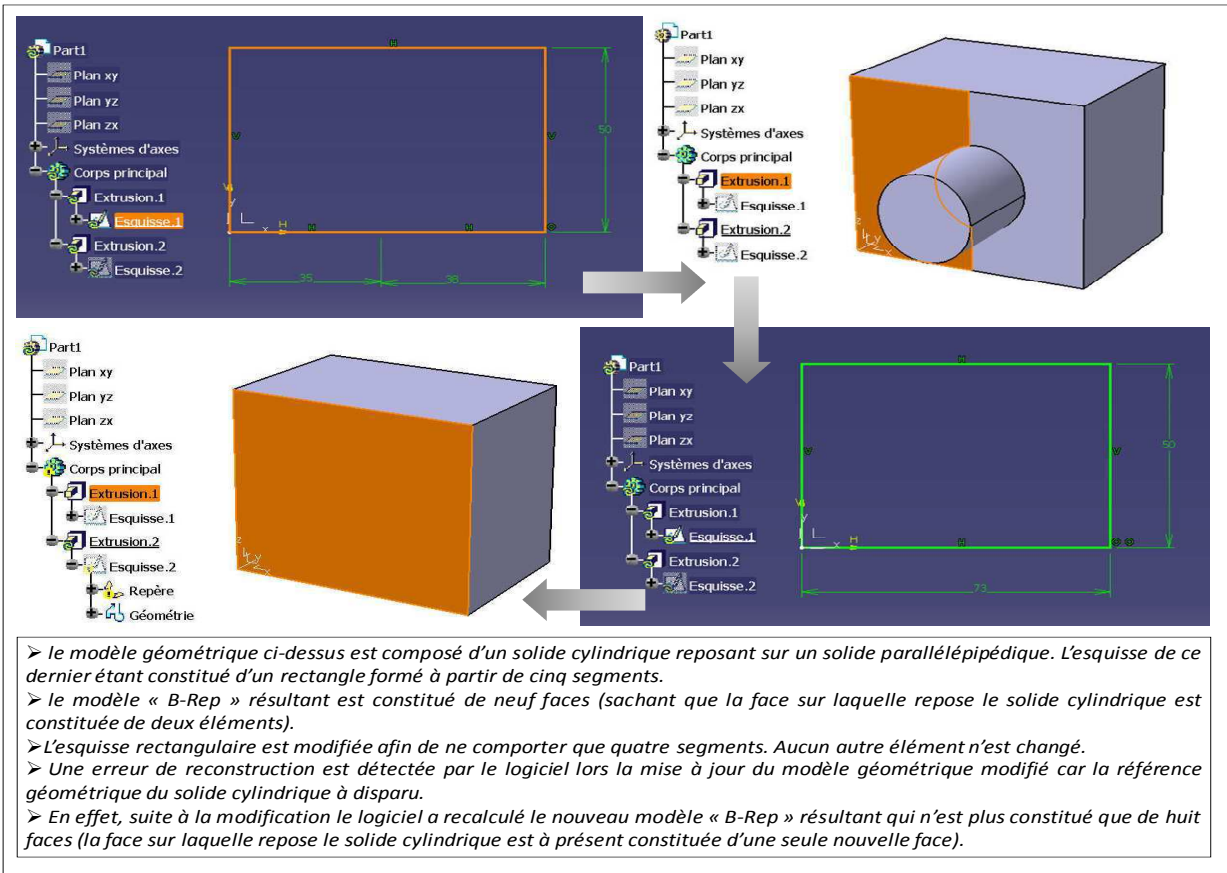 Part1
Plan xy
Plan yz
Plan zx
Systèmes d'axes
Corps principal
Extrusion.1
Esquisse.1
Extrusion.2
Esquisse.2
H
V
V
50
V
y
x H
H
H
35
38
Part1
Plan xy
Plan yz
Plan zx
Systèmes d'axes
Corps principal
Extrusion.1
Esquisse.1
Extrusion.2
Esquisse.2
z
y
x
Part1
Plan xy
Plan yz
Plan zx
Systèmes d'axes
Corps principal
Extrusion.1
Esquisse.1
Extrusion.2
Esquisse.2
Repère
Géométrie
z
y
x
Part1
Plan xy
Plan yz
Plan zx
Systèmes d'axes
Corps principal
Extrusion.1
Esquisse.1
Extrusion.2
Esquisse.2
H
V
V
50
V
y
x H
H
73
➢ le modèle géométrique ci-dessus est composé d'un solide cylindrique reposant sur un solide parallélépipédique. L'esquisse de ce
dernier étant constitué d'un rectangle formé à partir de cinq segments.
➢ le modèle « B-Rep » résultant est constitué de neuf faces (sachant que la face sur laquelle repose le solide cylindrique est
constituée de deux éléments).
➢L'esquisse rectangulaire est modifiée afin de ne comporter que quatre segments. Aucun autre élément n'est changé.
➢ Une erreur de reconstruction est détectée par le logiciel lors la mise à jour du modèle géométrique modifié car la référence
géométrique du solide cylindrique à disparu.
➢ En effet, suite à la modification le logiciel a recalculé le nouveau modèle « B-Rep » résultant qui n'est plus constitué que de huit
faces (la face sur laquelle repose le solide cylindrique est à présent constituée d'une seule nouvelle face).